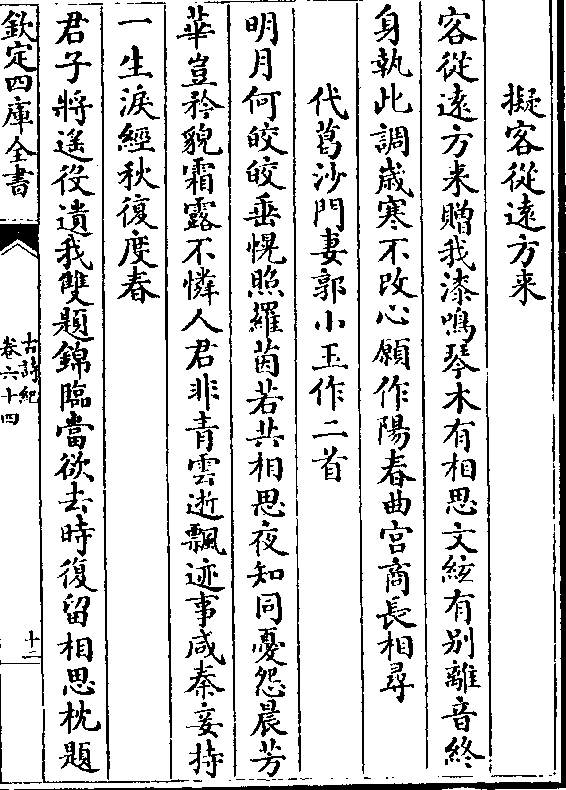 擬客從遠方来
客從遠方来贈我漆鳴琴木有相思文絃有别離音終
身執此調歳寒不改心願作陽春曲宫商長相尋
代葛沙門妻郭小玉作二首
明月何皎皎垂幌照羅茵若共相思夜知同憂怨晨芳
華豈矜貌霜露不憐人君非青雲逝飄迹事咸秦妾持
一生淚經秋復度春
君子將遙役遺我雙題錦臨當欲去時復留相思枕題
欽定四庫全書
古詩紀
卷六十四
十二